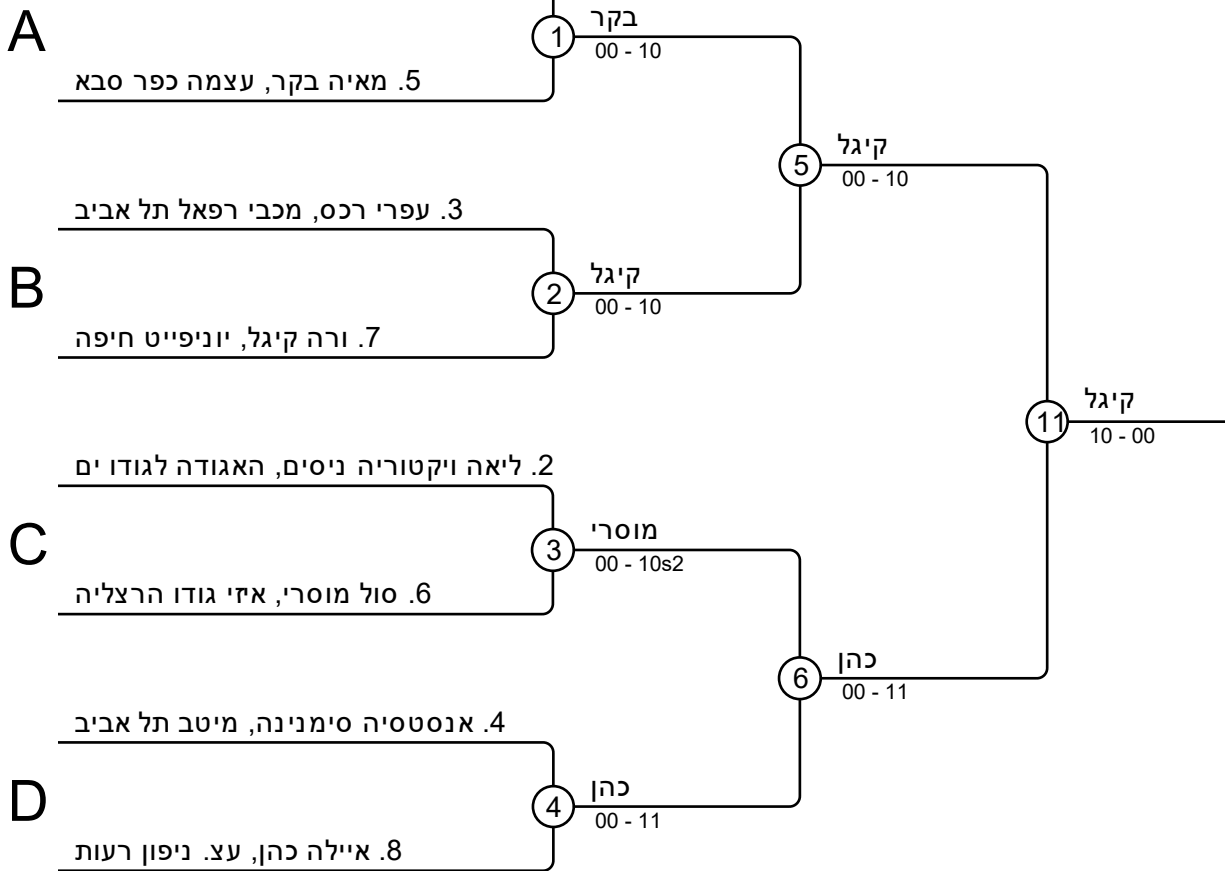 A
1
בקר
00 - 10
5. מאיה בקר, עצמה כפר סבא
5
קיגל
00 - 10
3. עפרי רכס, מכבי רפאל תל אביב
B
2
קיגל
00 - 10
7. ורה קיגל, יוניפייט חיפה
11
קיגל
10 - 00
2. ליאה ויקטוריה ניסים, האגודה לגודו ים
C
3
מוסרי
00 - 10s2
6. סול מוסרי, איזי גודו הרצליה
6
כהן
00 - 11
4. אנסטסיה סימנינה, מיטב תל אביב
D
4
כהן
00 - 11
8. איילה כהן, עצ. ניפון רעות